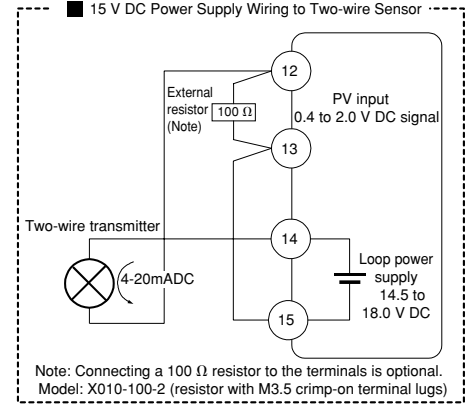 15 V DC Power Supply Wiring to Two-wire Sensor
12
External
resistor
(Note)
100 Ω
PV input
0.4 to 2.0 V DC signal
13
Two-wire transmitter
14
4-20mADC
Loop power
supply
14.5 to
18.0 V DC
15
Note: Connecting a 100 Ω resistor to the terminals is optional.
Model: X010-100-2 (resistor with M3.5 crimp-on terminal lugs)